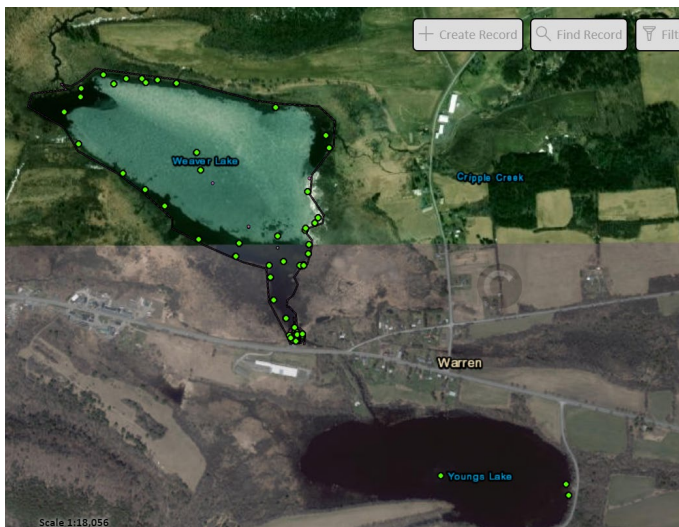 Create Record
Find Record
Filt
Weaver Lake
Cripple Creek
Warren
Youngs Lake
Scale 1:18,056